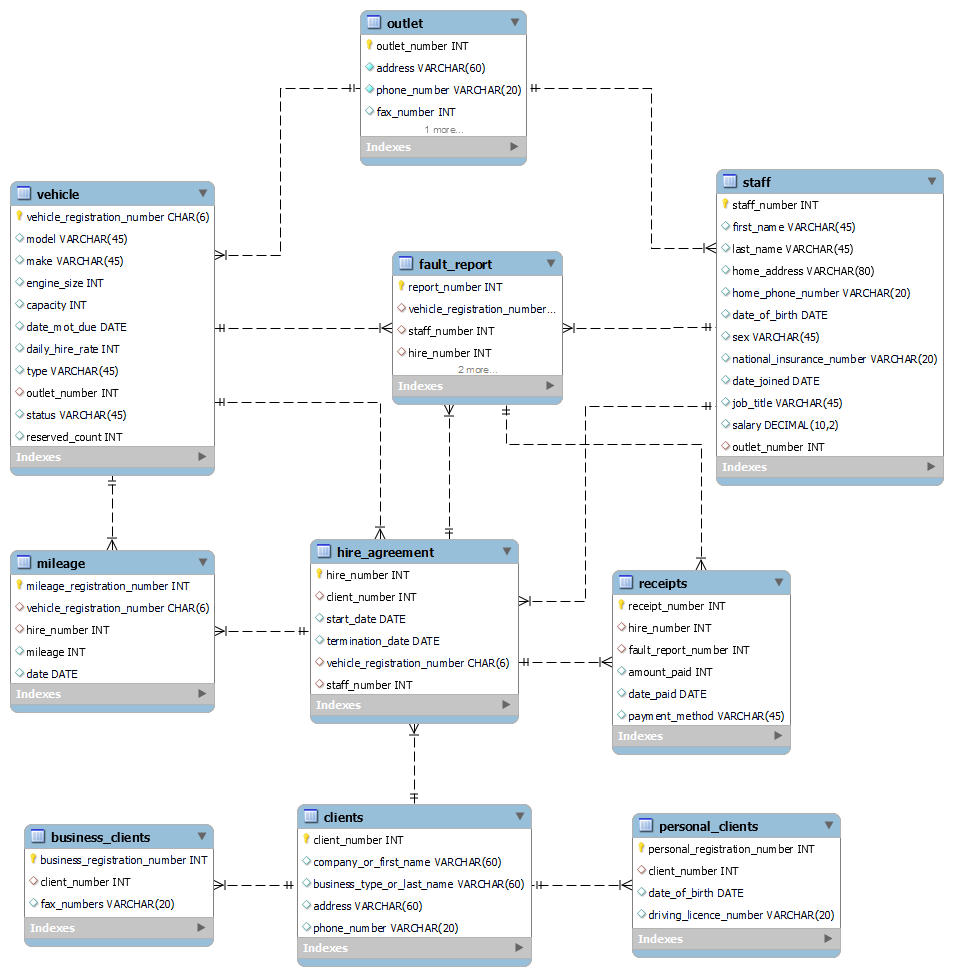 outlet
outlet_number INT
address VARCHAR(60)
phone_number VARCHAR(20)
fax_number INT
1 more...
Indexes
vehicle
vehicle_registration_number CHAR(6)
model VARCHAR(45)
make VARCHAR(45)
engine_size INT
capacity INT
date_mot_due DATE
daily_hire_rate INT
type VARCHAR(45)
outlet_number INT
status VARCHAR(45)
reserved_count INT
Indexes
staff
staff_number INT
first_name VARCHAR(45)
last_name VARCHAR(45)
home_address VARCHAR(80)
home_phone_number VARCHAR(20)
date_of_birth DATE
sex VARCHAR(45)
national_insurance_number VARCHAR(20)
date_joined DATE
job_title VARCHAR(45)
salary DECIMAL(10,2)
outlet_number INT
Indexes
fault_report
report_number INT
vehicle_registration_number...
staff_number INT
hire_number INT
2 more...
Indexes
mileage
mileage_registration_number INT
vehicle_registration_number CHAR(6)
hire_number INT
mileage INT
date DATE
Indexes
hire_agreement
hire_number INT
client_number INT
start_date DATE
termination_date DATE
vehicle_registration_number CHAR(6)
staff_number INT
Indexes
receipts
receipt_number INT
hire_number INT
fault_report_number INT
amount_paid INT
date_paid DATE
payment_method VARCHAR(45)
Indexes
business_clients
business_registration_number INT
client_number INT
fax_numbers VARCHAR(20)
Indexes
clients
client_number INT
company_or_first_name VARCHAR(60)
business_type_or_last_name VARCHAR(60)
address VARCHAR(60)
phone_number VARCHAR(20)
Indexes
personal_clients
personal_registration_number INT
client_number INT
date_of_birth DATE
driving_licence_number VARCHAR(20)
Indexes